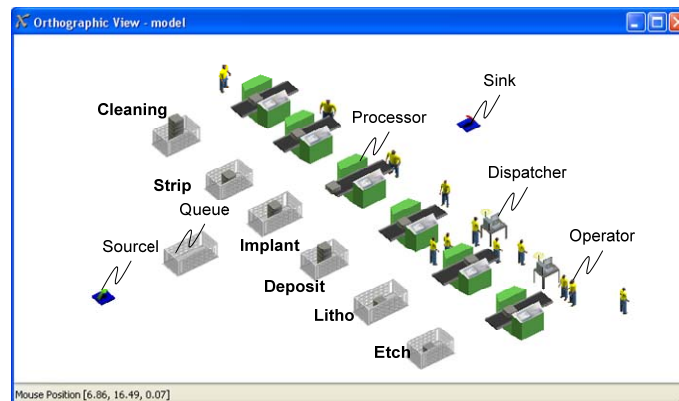 Orthographic View - model
Sink
Cleaning
Processor
Strip
Dispatcher
Queue
Operator
Sourcel
Implant
Deposit
Litho
Etch
Mouse Position [6.86, 16.49, 0.07]